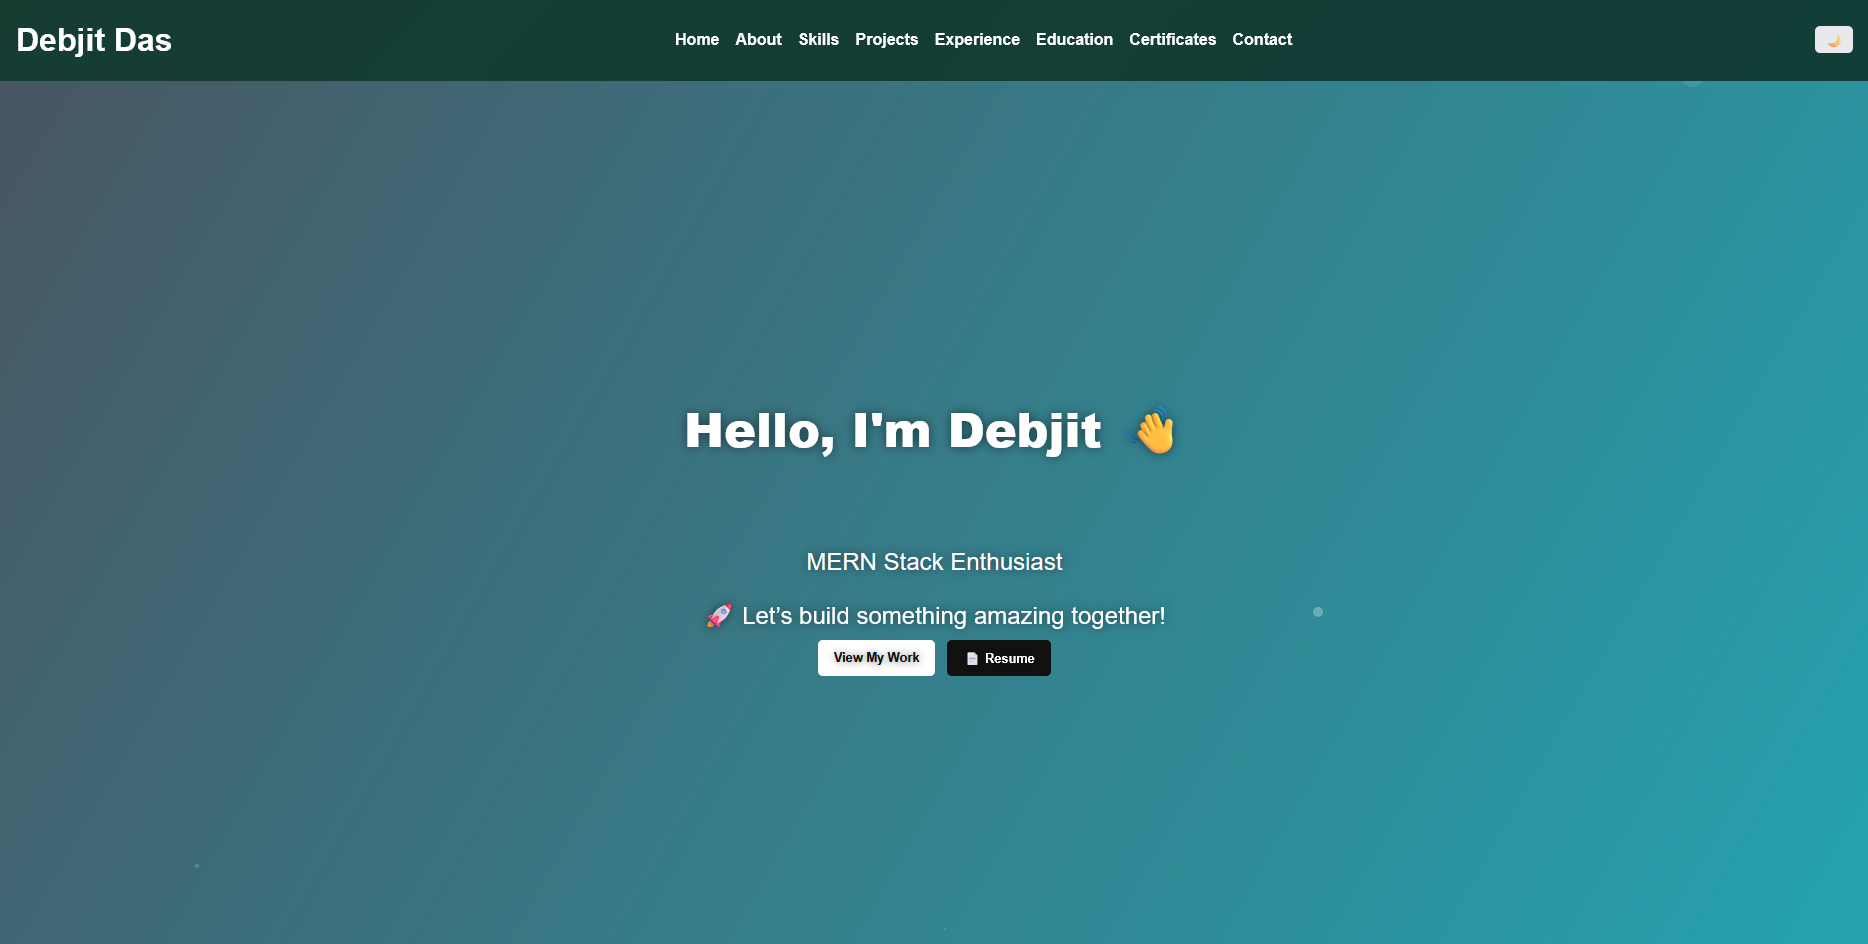 Debjit Das
Home About Skills Projects Experience Education Certificates Contact
🌙
Hello, I'm Debjit 👋
MERN Stack Enthusiast
🚀 Let’s build something amazing together!
View My Work 📄 Resume